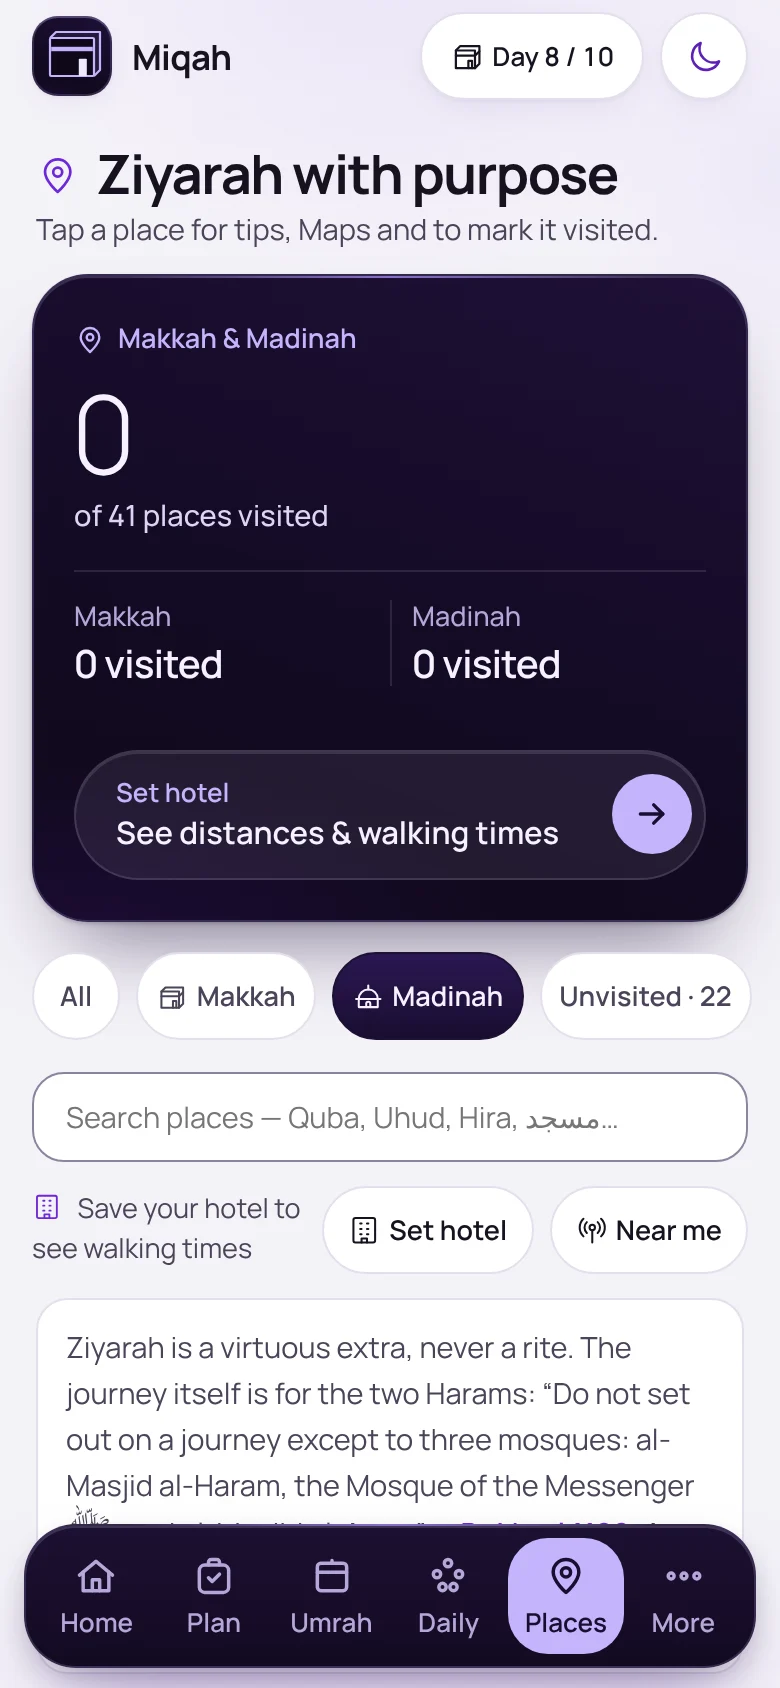 Miqah
Day 8 / 10
Ziyarah with purpose
Tap a place for tips, Maps and to mark it visited.
Makkah & Madinah
0
of 41 places visited
Makkah
0 visited
Madinah
0 visited
Set hotel
See distances & walking times
All
Makkah
Madinah
Unvisited · 22
Search places — Quba, Uhud, Hira, مسجد…
Save your hotel to
see walking times
Set hotel
Near me
Ziyarah is a virtuous extra, never a rite. The
journey itself is for the two Harams: “Do not set
out on a journey except to three mosques: al-
Masjid al-Haram, the Mosque of the Messenger
ﷺ
Home
Plan
Umrah
Daily
Places
More